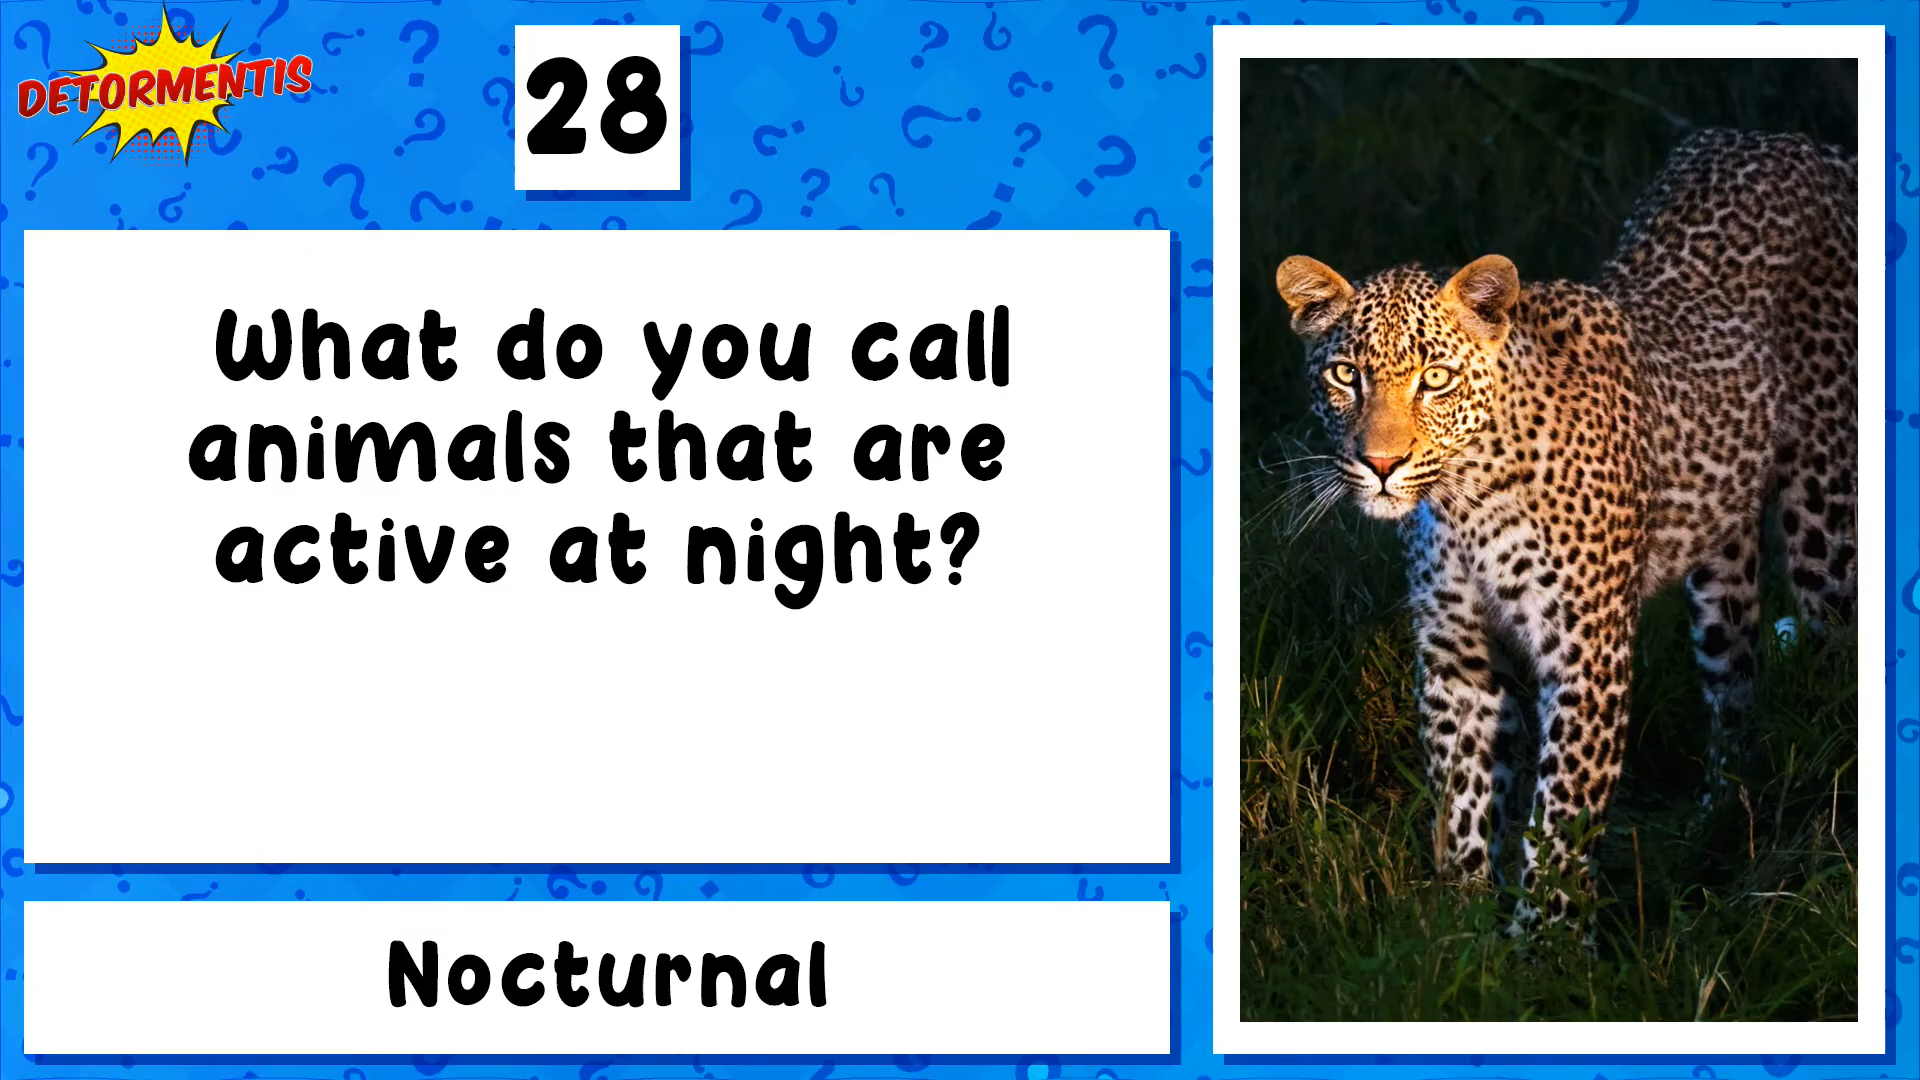 DETORMENTIS
28
What do you call
animals that are
active at night?
Nocturnal